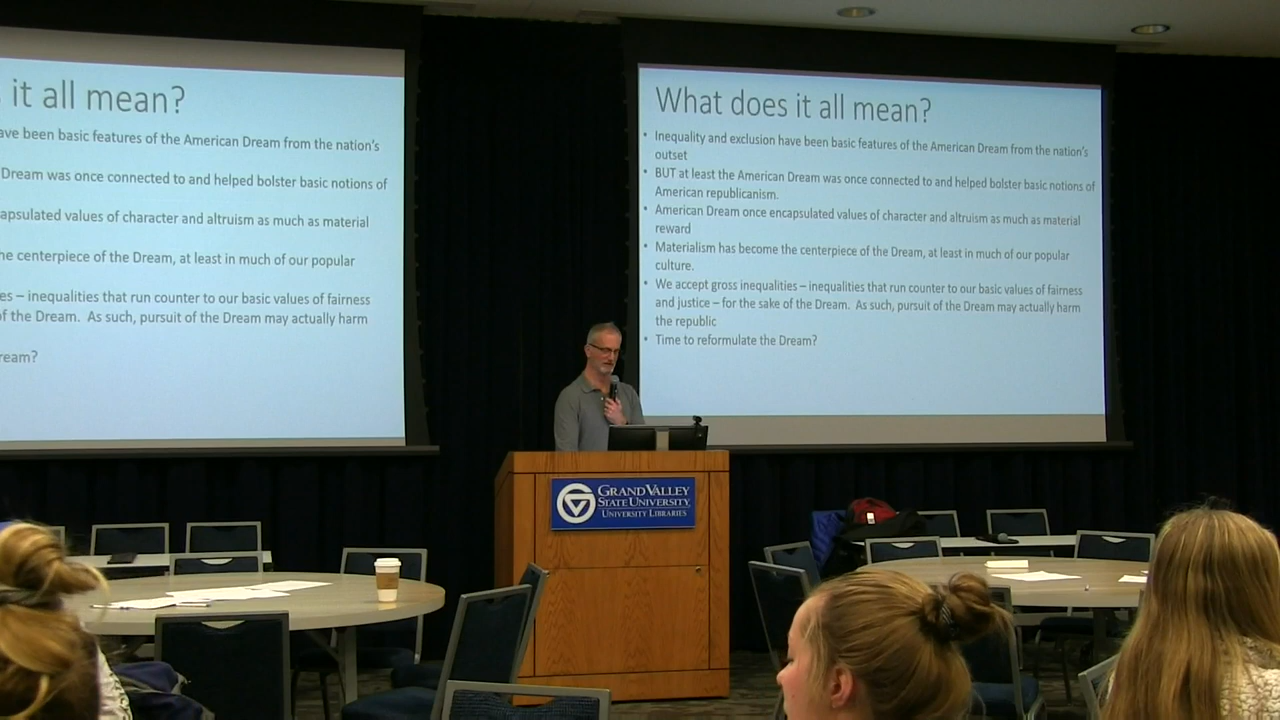 it all mean?
ave been basic features of the American Dream from the nation's
Dream was once connected to and helped bolster basic notions of
apsulated values of character and altruism as much as material
he centerpiece of the Dream, at least in much of our popular
es – inequalities that run counter to our basic values of fairness
of the Dream.  As such, pursuit of the Dream may actually harm
ream?
What does it all mean?
• Inequality and exclusion have been basic features of the American Dream from the nation's
outset
• BUT at least the American Dream was once connected to and helped bolster basic notions of
American republicanism.
• American Dream once encapsulated values of character and altruism as much as material
reward
• Materialism has become the centerpiece of the Dream, at least in much of our popular
culture.
• We accept gross inequalities – inequalities that run counter to our basic values of fairness
and justice – for the sake of the Dream.  As such, pursuit of the Dream may actually harm
the republic
• Time to reformulate the Dream?
GRAND VALLEY
STATE UNIVERSITY
UNIVERSITY LIBRARIES